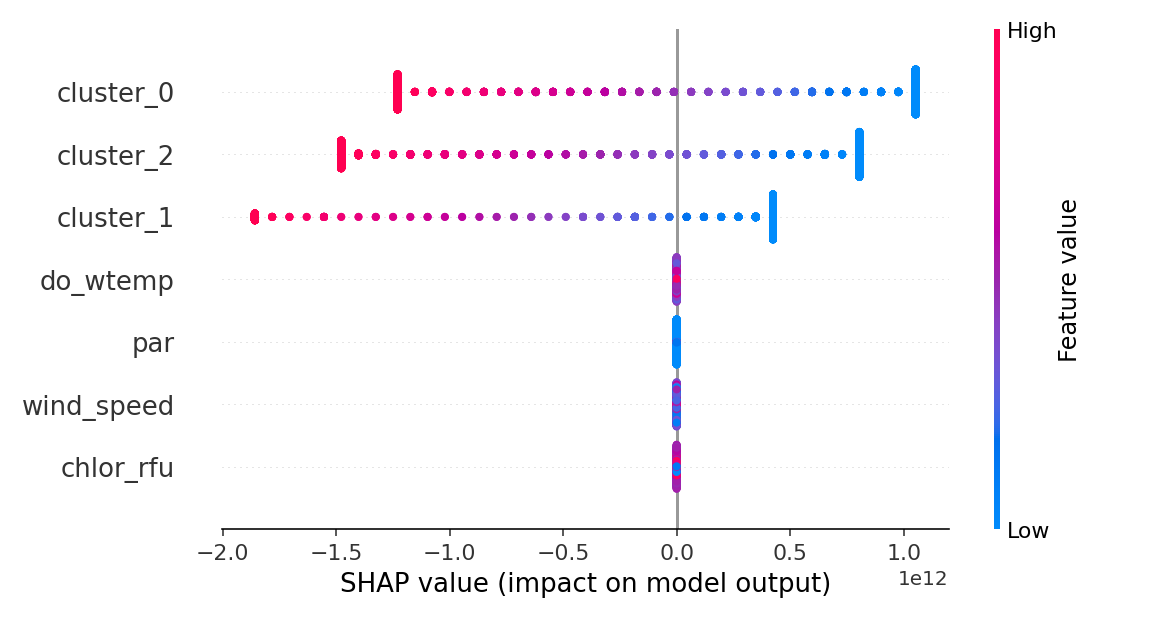 High
cluster_0
cluster_2
cluster_1
do_wtemp
par
wind_speed
chlor_rfu
Feature value
Low
−2.0 −1.5 −1.0 −0.5 0.0 0.5 1.0
1e12
SHAP value (impact on model output)